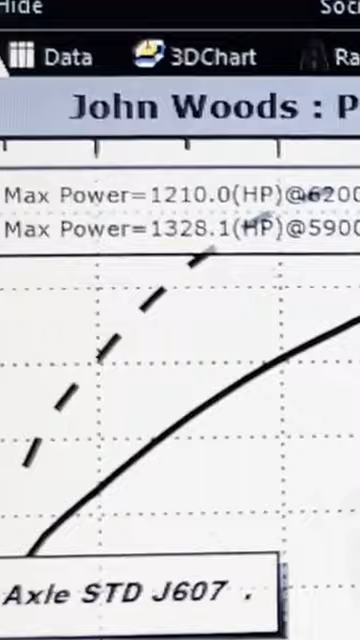 Hide
Data 3DChart Ra
John Woods : P
Max Power=1210.0(HP)@6200
Max Power=1328.1(HP)@5900
Axle STD J607 .